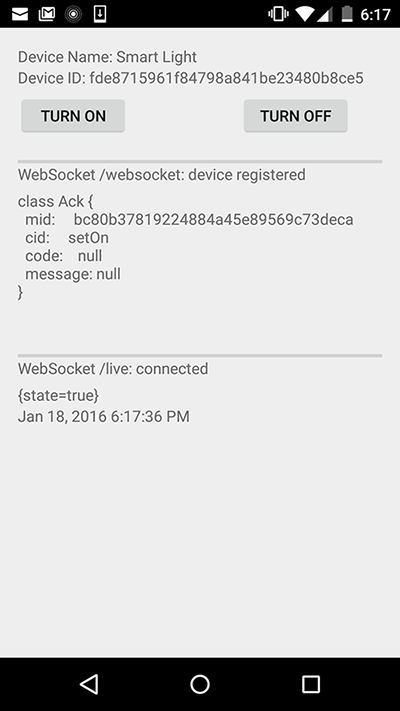 6:17
Device Name: Smart Light
Device ID: fde8715961f84798a841be23480b8ce5
TURN ON TURN OFF
WebSocket /websocket: device registered
class Ack {
mid: bc80b37819224884a45e89569c73deca
cid: setOn
code: null
message: null
}
WebSocket /live: connected
{state=true}
Jan 18, 2016 6:17:36 PM